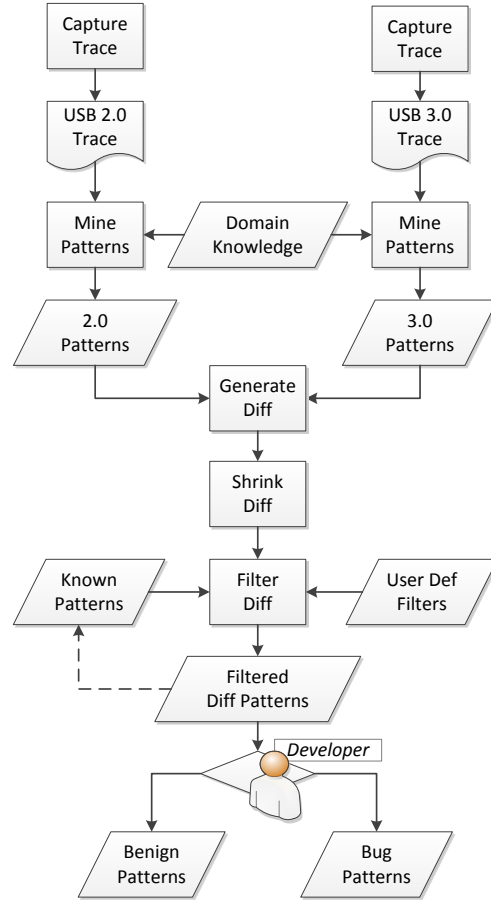 Capture
Trace
Capture
Trace
USB 2.0
Trace
USB 3.0
Trace
Mine
Patterns
Domain
Knowledge
Mine
Patterns
2.0
Patterns
3.0
Patterns
Generate
Diff
Shrink
Diff
Known
Patterns
Filter
Diff
User Def
Filters
Filtered
Diff Patterns
Developer
Benign
Patterns
Bug
Patterns